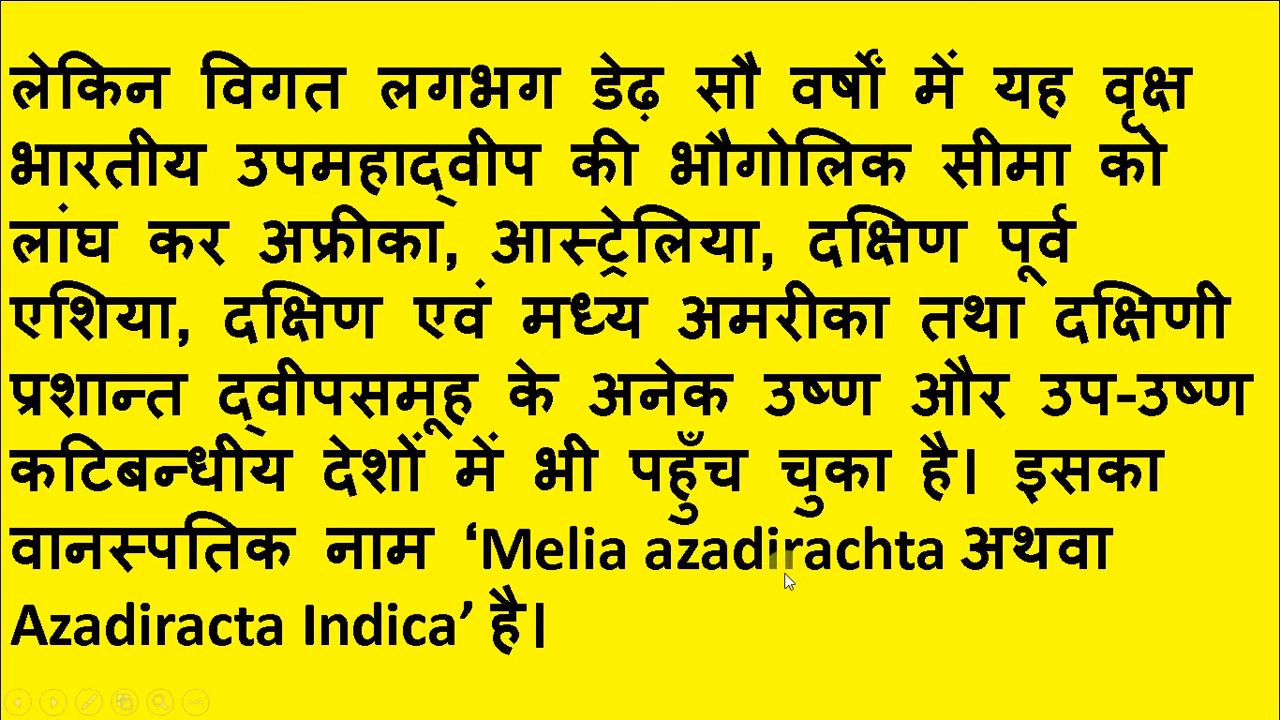 लेकिन विगत लगभग डेढ़ सौ वर्षों में यह वृक्ष
भारतीय उपमहाद्वीप की भौगोलिक सीमा को
लांघ कर अफ्रीका, आस्ट्रेलिया, दक्षिण पूर्व
एशिया, दक्षिण एवं मध्य अमरीका तथा दक्षिणी
प्रशान्त द्वीपसमूह के अनेक उष्ण और उप-उष्ण
कटिबन्धीय देशों में भी पहुँच चुका है। इसका
वानस्पतिक नाम ‘Melia azadirachta अथवा
Azadiracta Indica’ है।